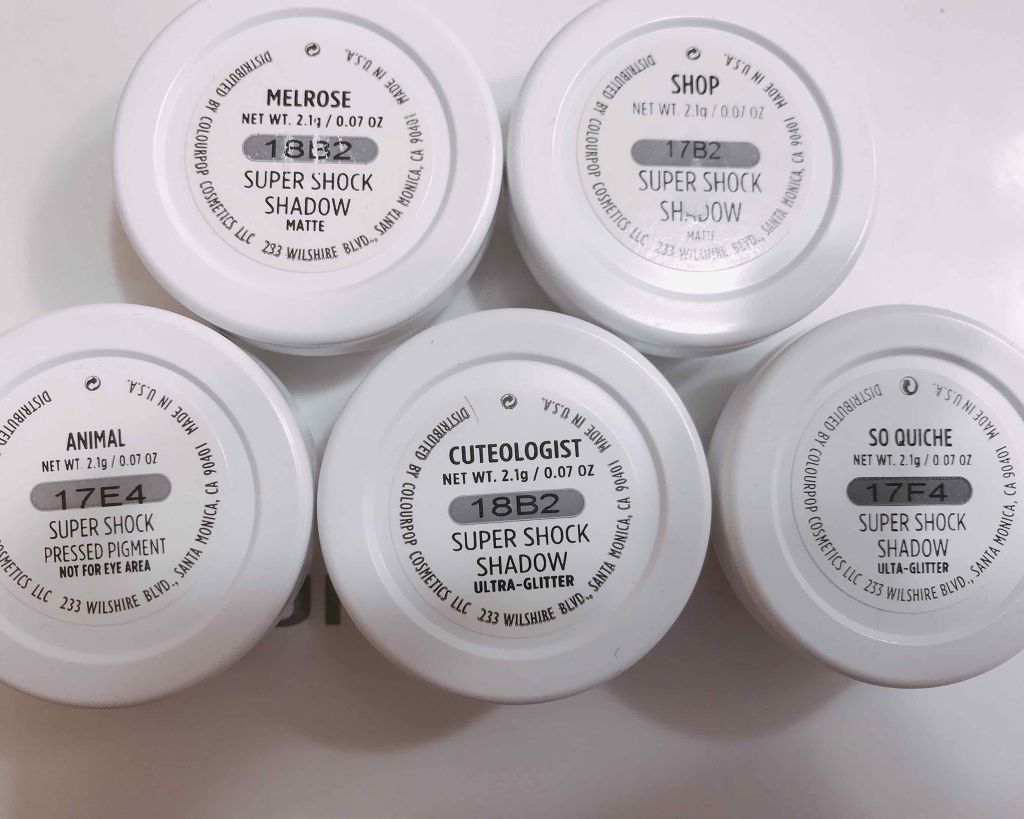 MELROSE
NET WT. 2.1g / 0.07 OZ
18B2
SUPER SHOCK
SHADOW
MATTE
DISTRIBUTED BY COLOURPOP COSMETICS LLC 233 WILSHIRE BLVD., SANTA MONICA, CA 90401 MADE IN U.S.A.
SHOP
NET WT. 2.1g / 0.07 OZ
17B2
SUPER SHOCK
SHADOW
MATTE
DISTRIBUTED BY COLOURPOP COSMETICS LLC 233 WILSHIRE BLVD., SANTA MONICA, CA 90401 MADE IN U.S.A.
ANIMAL
NET WT. 2.1g / 0.07 OZ
17E4
SUPER SHOCK
PRESSED PIGMENT
NOT FOR EYE AREA
DISTRIBUTED COSMETICS LLC 233 WILSHIRE BLVD., SANTA MONICA, CA 90401 MADE IN U.S.A.
CUTEOLOGIST
NET WT. 2.1g / 0.07 OZ
18B2
SUPER SHOCK
SHADOW
ULTRA-GLITTER
DISTRIBUTED BY COLOURPOP COSMETICS LLC 233 WILSHIRE BLVD., SANTA MONICA, CA 90401 MADE IN U.S.A.
SO QUICHE
NET WT. 2.1g / 0.07 OZ
17F4
SUPER SHOCK
SHADOW
ULTA-GLITTER
DISTRIBUTED BY COLOURPOP COSMETICS LLC 233 WILSHIRE BLVD., SANTA MONICA, CA 90401 MADE IN U.S.A.